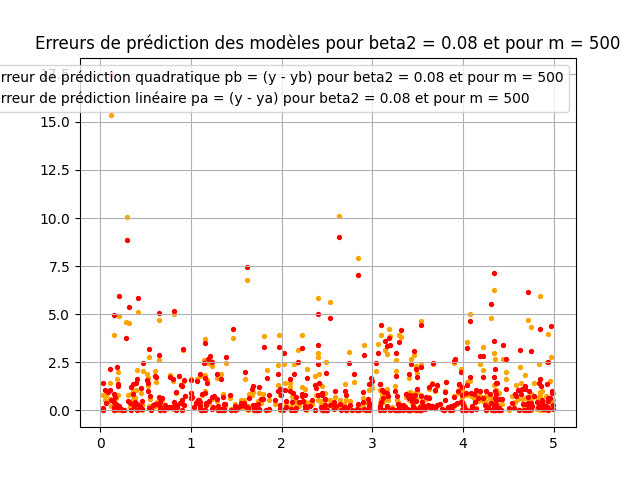 Erreurs de prédiction des modèles pour beta2 = 0.08 et pour m = 500
rreur de prédiction quadratique pb = (y - yb) pour beta2 = 0.08 et pour m = 500
rreur de prédiction linéaire pa = (y - ya) pour beta2 = 0.08 et pour m = 500
17.5
15.0
12.5
10.0
7.5
5.0
2.5
0.0
0 1 2 3 4 5